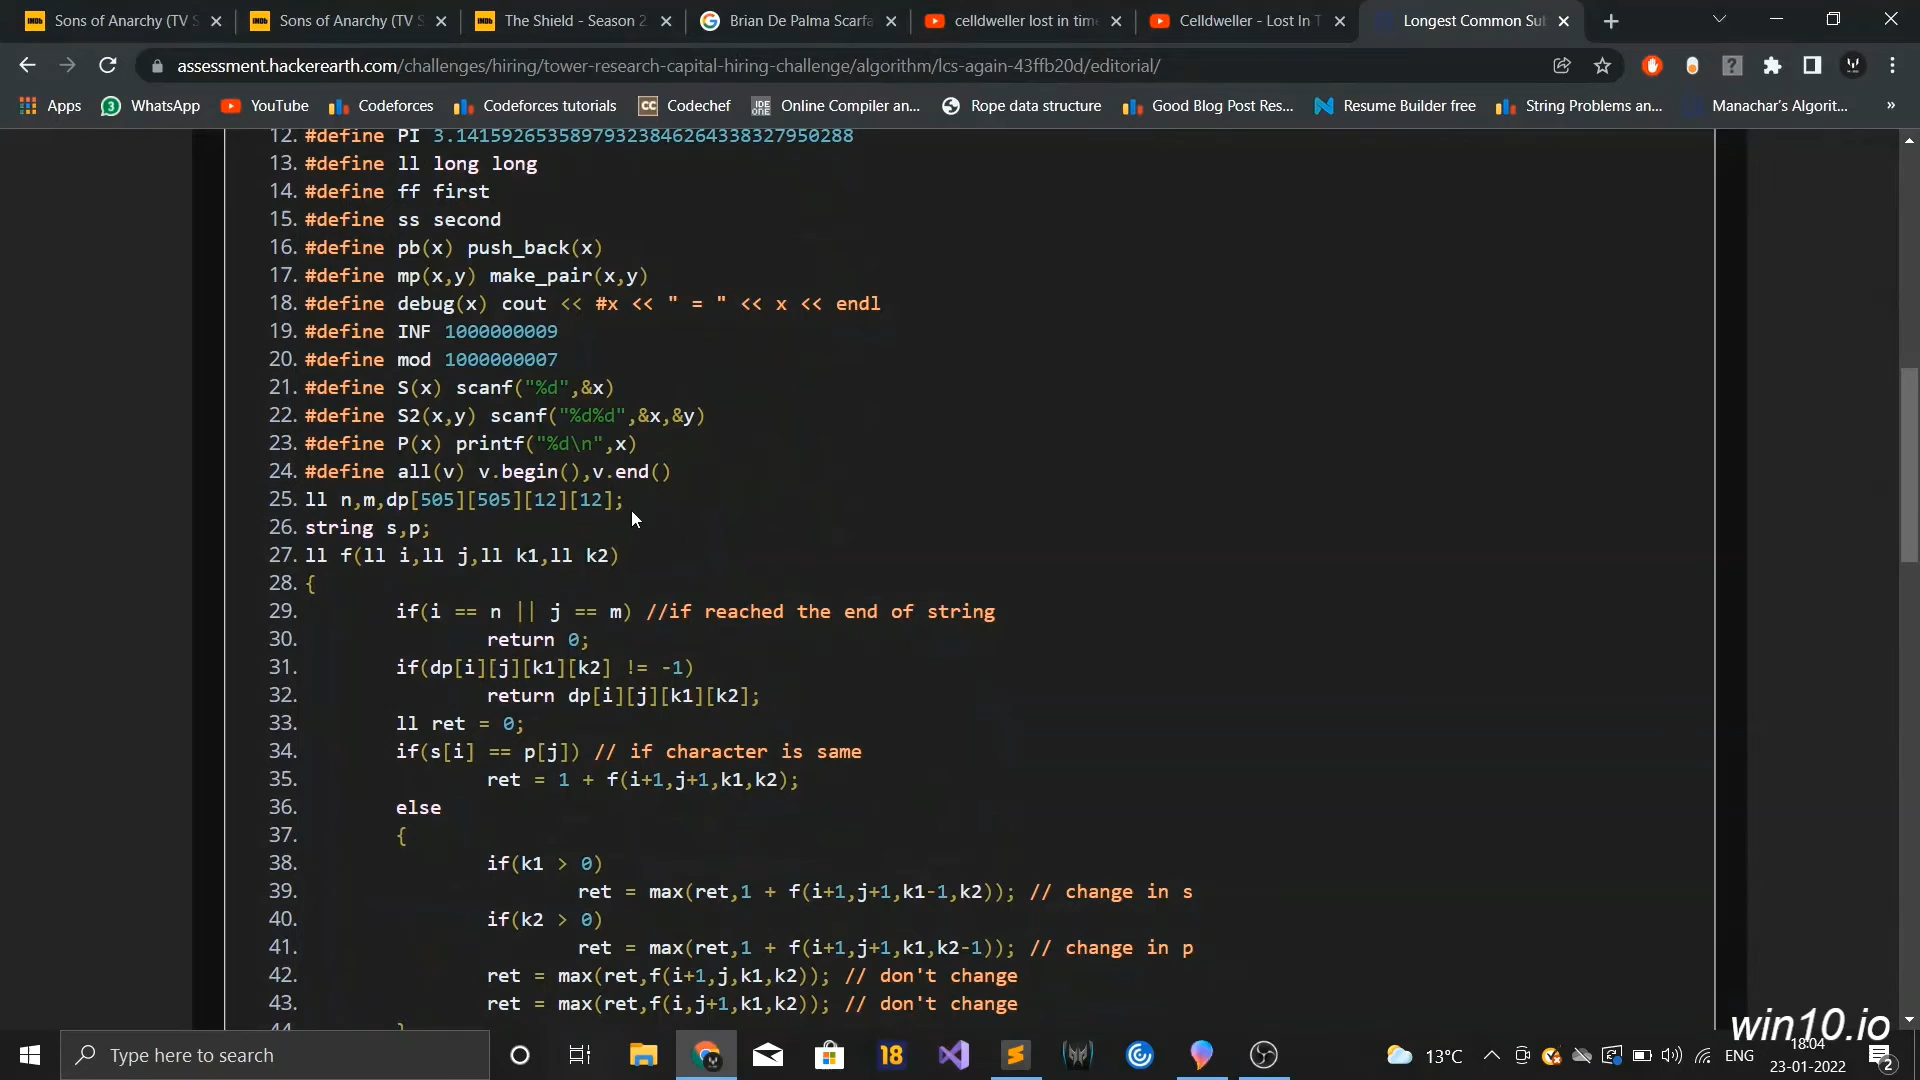 Sons of Anarchy (TV S
Sons of Anarchy (TV S
The Shield - Season 2
Brian De Palma Scarfa
celldweller lost in time
Celldweller - Lost In T
Longest Common Su
assessment.hackerearth.com/challenges/hiring/tower-research-capital-hiring-challenge/algorithm/lcs-again-43ffb20d/editorial/
Apps
WhatsApp
YouTube
Codeforces
Codeforces tutorials
Codechef
Online Compiler an...
Rope data structure
Good Blog Post Res...
Resume Builder free
String Problems an...
Manachar's Algorit...
»
12. #define PI 3.141592653589793238462643383279502​88
13. #define ll long long
14. #define ff first
15. #define ss second
16. #define pb(x) push_back(x)
17. #define mp(x,y) make_pair(x,y)
18. #define debug(x) cout << #x << " = " << x << endl
19. #define INF 1000000009
20. #define mod 1000000007
21. #define S(x) scanf("%d",&x)
22. #define S2(x,y) scanf("%d%d",&x,&y)
23. #define P(x) printf("%d\n",x)
24. #define all(v) v.begin(),v.end()
25. ll n,m,dp[505][505][12][12];
26. string s,p;
27. ll f(ll i,ll j,ll k1,ll k2)
28. {
29. if(i == n || j == m) //if reached the end of string
30. return 0;
31. if(dp[i][j][k1][k2] != -1)
32. return dp[i][j][k1][k2];
33. ll ret = 0;
34. if(s[i] == p[j]) // if character is same
35. ret = 1 + f(i+1,j+1,k1,k2);
36. else
37. {
38. if(k1 > 0)
39. ret = max(ret,1 + f(i+1,j+1,k1-1,k2)); // change in s
40. if(k2 > 0)
41. ret = max(ret,1 + f(i+1,j+1,k1,k2-1)); // change in p
42. ret = max(ret,f(i+1,j,k1,k2)); // don't change
43. ret = max(ret,f(i,j+1,k1,k2)); // don't change
44. }
win10.io
Type here to search
18
13°C
ENG
18:04
23-01-2022
2